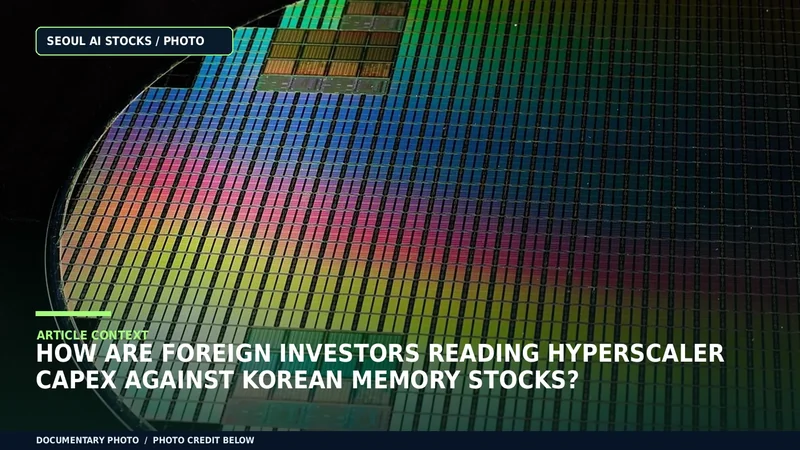 SEOUL AI STOCKS / PHOTO
ARTICLE CONTEXT
HOW ARE FOREIGN INVESTORS READING HYPERSCALER
CAPEX AGAINST KOREAN MEMORY STOCKS?
DOCUMENTARY PHOTO / PHOTO CREDIT BELOW